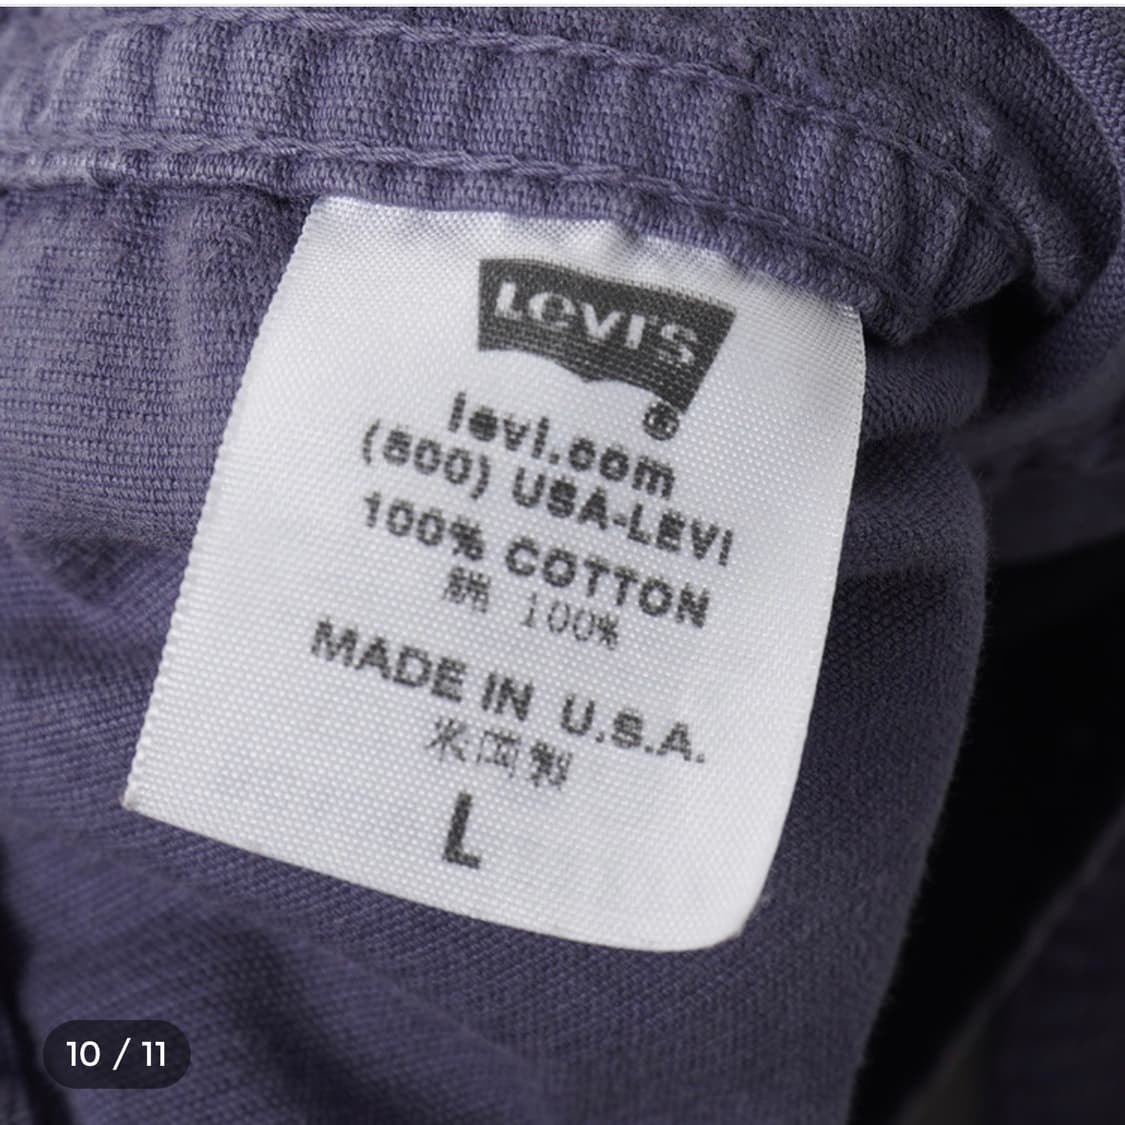 LEVI'S
®
levi.com
(800) USA-LEVI
100% COTTON
綿 100%
MADE IN U.S.A.
米国製
L
10 / 11